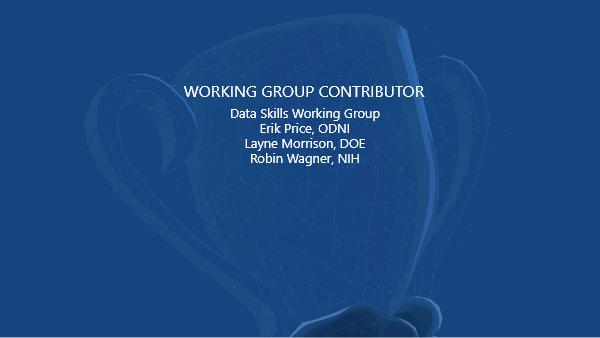 WORKING GROUP CONTRIBUTOR
Data Skills Working Group
Erik Price, ODNI
Layne Morrison, DOE
Robin Wagner, NIH